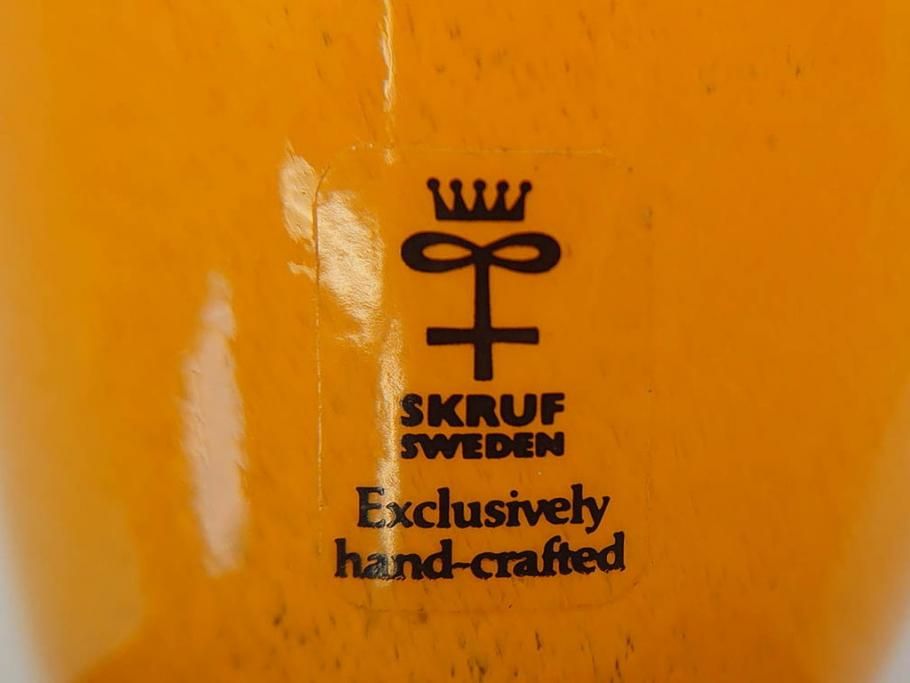 SKRUF
SWEDEN
Exclusively
hand-crafted